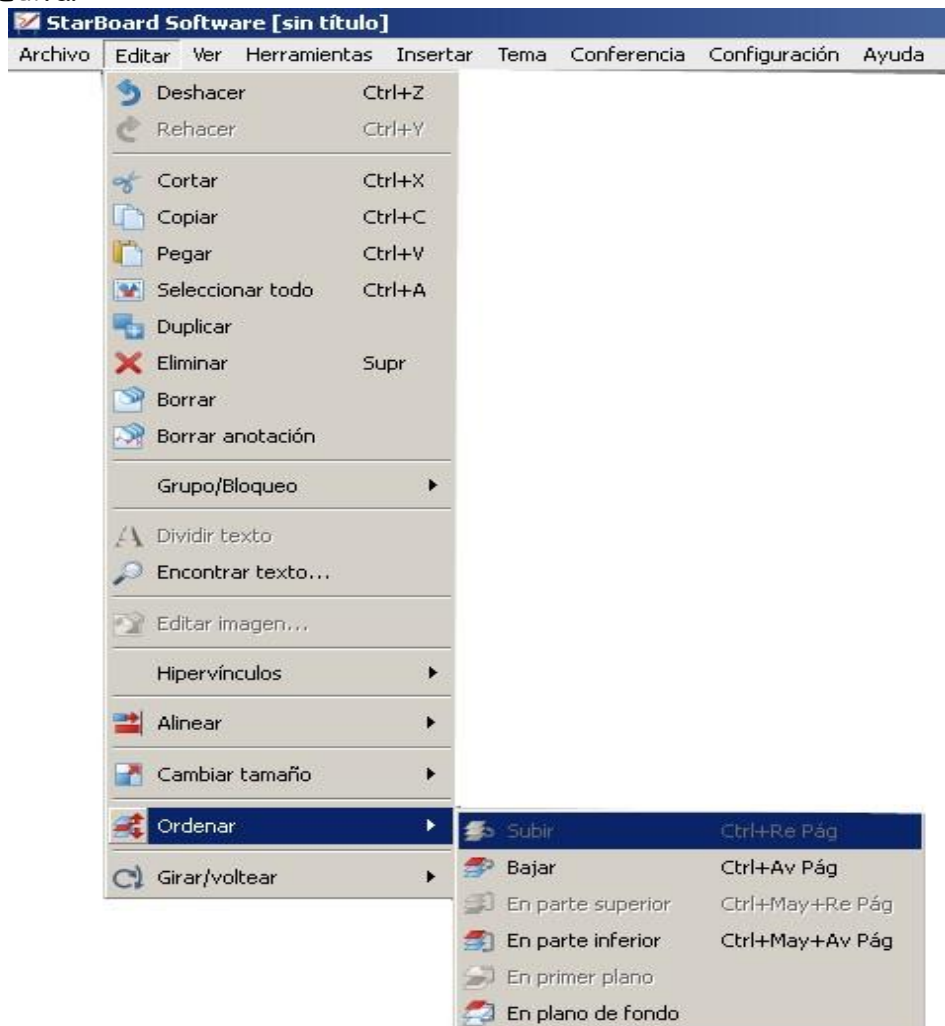 StarBoard Software [sin título]
Archivo Editar Ver Herramientas Insertar Tema Conferencia Configuración Ayuda
Deshacer Ctrl+Z
Rehacer Ctrl+Y
Cortar Ctrl+X
Copiar Ctrl+C
Pegar Ctrl+V
Seleccionar todo Ctrl+A
Duplicar
Eliminar Supr
Borrar
Borrar anotación
Grupo/Bloqueo
Dividir texto
Encontrar texto...
Editar imagen...
Hipervínculos
Alinear
Cambiar tamaño
Ordenar
Subir Ctrl+Re Pág
Bajar Ctrl+Av Pág
Girar/voltear
En parte superior Ctrl+May+Re Pág
En parte inferior Ctrl+May+Av Pág
En primer plano
En plano de fondo